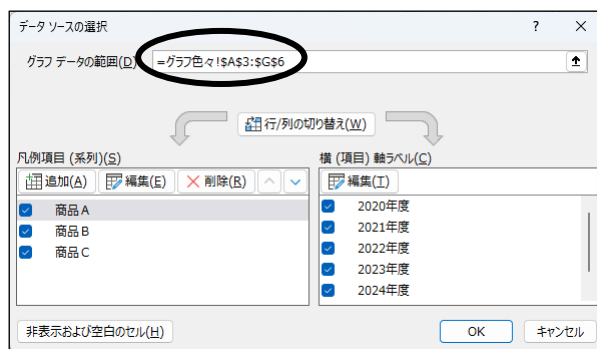 データ ソースの選択 ? ×
グラフ データの範囲(D) =グラフ色々!$A$3:$G$6
行/列の切り替え(W)
凡例項目 (系列)(S) 横 (項目) 軸ラベル(C)
追加(A) 編集(E) 削除(R) 編集(T)
商品A 2020年度
商品B 2021年度
商品C 2022年度
2023年度
2024年度
非表示および空白のセル(H) OK キャンセル